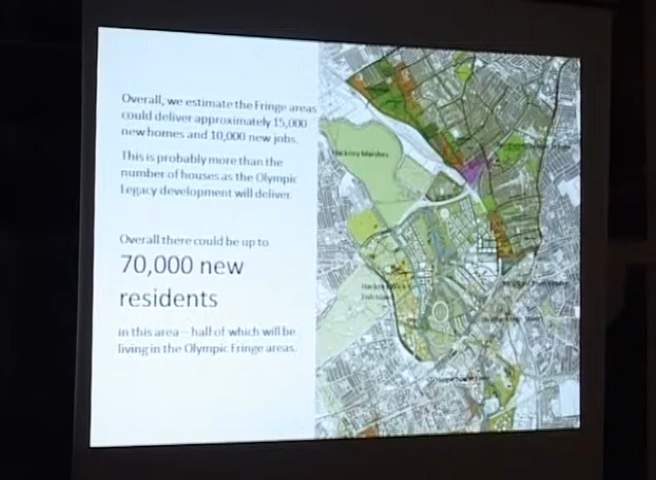 Overall, we estimate the Fringe areas
could deliver approximately 15,000
new homes and 10,000 new jobs.
This is probably more than the
number of houses as the Olympic
Legacy development will deliver.
Overall there could be up to
70,000 new
residents
in this area – half of which will be
living in the Olympic Fringe areas.
Hackney Marshes